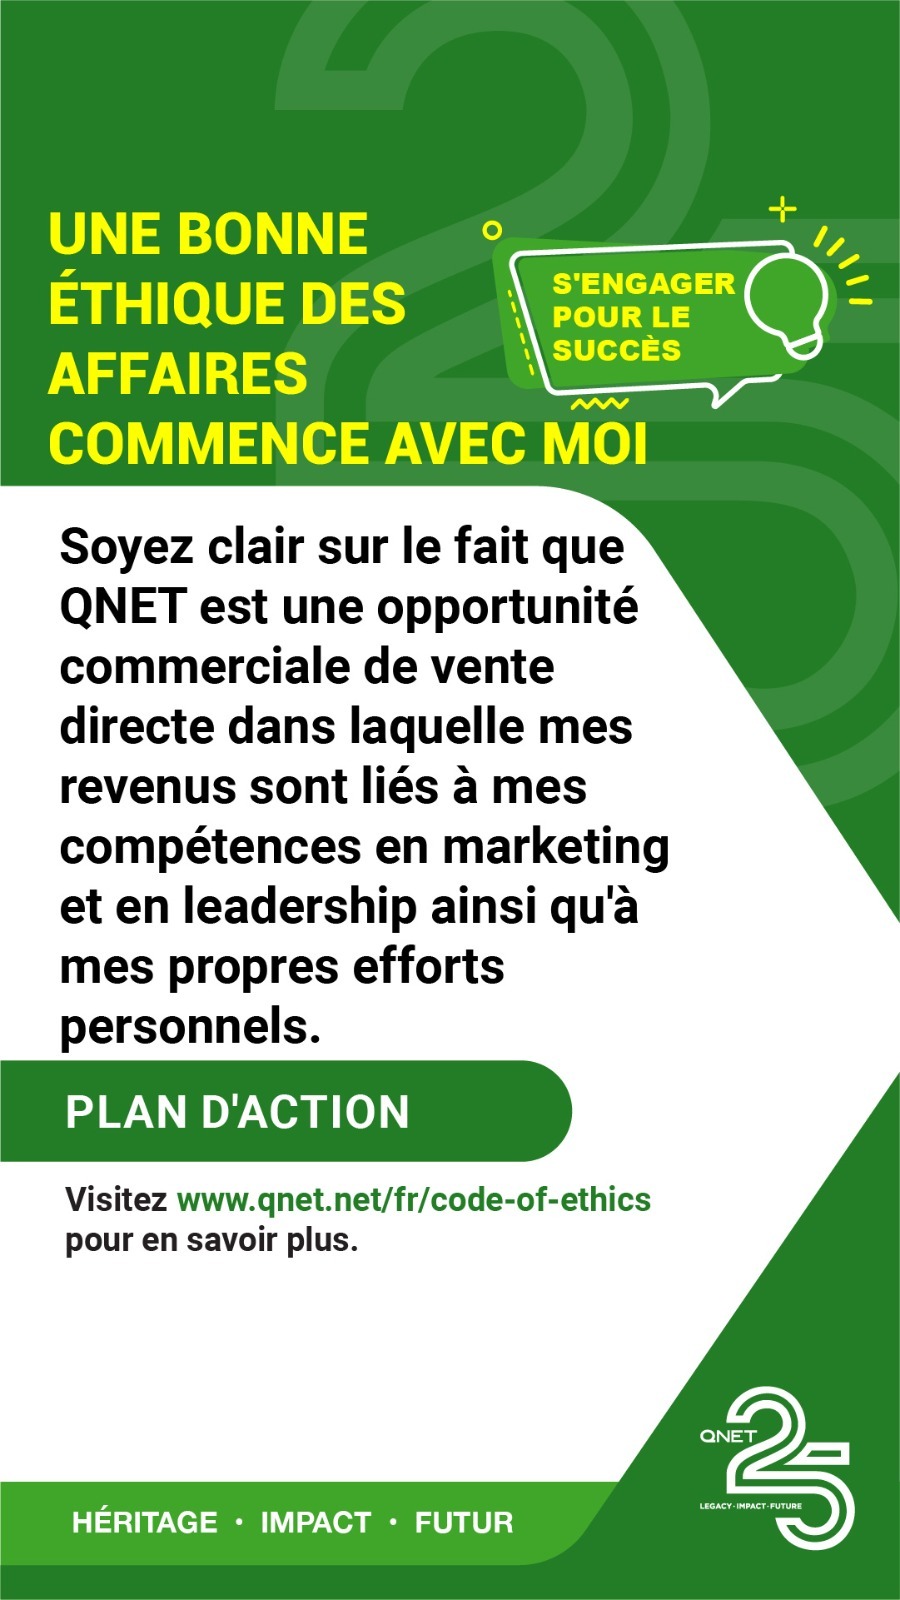 UNE BONNE
ÉTHIQUE DES
AFFAIRES
COMMENCE AVEC MOI
S'ENGAGER
POUR LE
SUCCÈS
Soyez clair sur le fait que
QNET est une opportunité
commerciale de vente
directe dans laquelle mes
revenus sont liés à mes
compétences en marketing
et en leadership ainsi qu'à
mes propres efforts
personnels.
PLAN D'ACTION
Visitez www.qnet.net/fr/code-of-ethics
pour en savoir plus.
HÉRITAGE • IMPACT • FUTUR
QNET 25
LEGACY·IMPACT·FUTURE